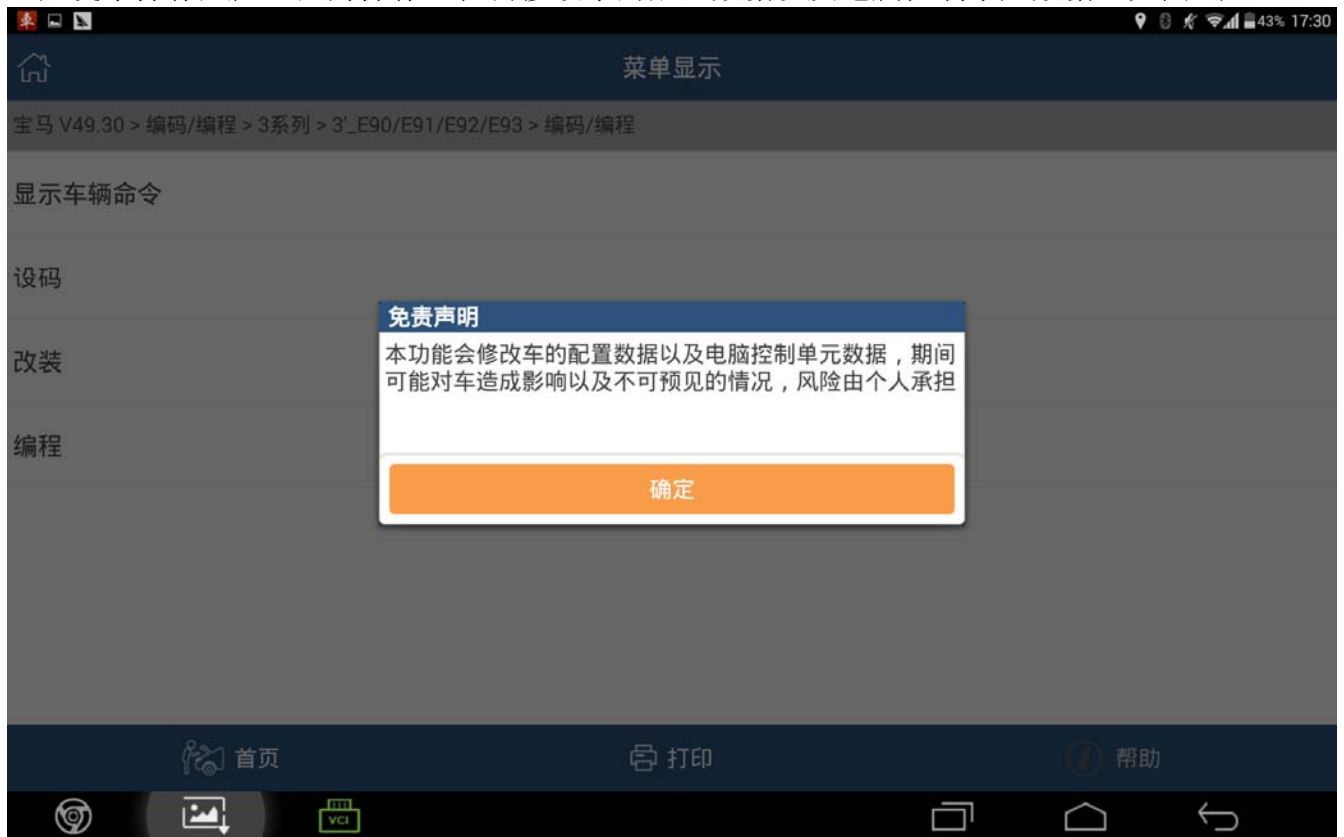 43% 17:30
菜单显示
宝马 V49.30 > 编码/编程 > 3系列 > 3'_E90/E91/E92/E93 > 编码/编程
显示车辆命令
设码
免责声明
本功能会修改车的配置数据以及电脑控制单元数据，期间
可能对车造成影响以及不可预见的情况，风险由个人承担
改装
编程
确定
首页
打印
帮助
VCI